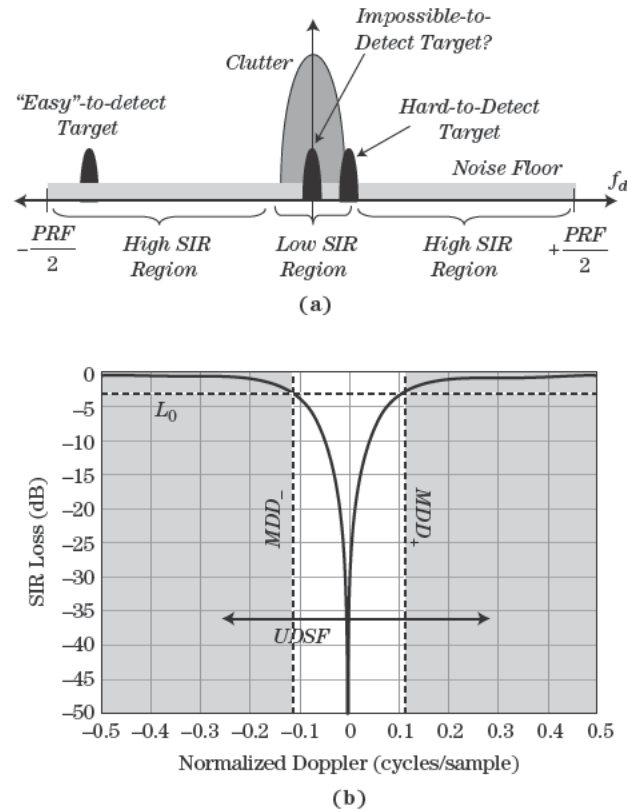 Impossible-to-
Detect Target?
Clutter
"Easy"-to-detect
Target
Hard-to-Detect
Target
Noise Floor
f_d
-PRF/2
High SIR
Region
Low SIR
Region
High SIR
Region
+PRF/2
(a)
0
−5
−10
−15
−20
−25
−30
−35
−40
−45
−50
SIR Loss (dB)
L_0
MDD_−
MDD_+
UDSF
−0.5 −0.4 −0.3 −0.2 −0.1 0 0.1 0.2 0.3 0.4 0.5
Normalized Doppler (cycles/sample)
(b)